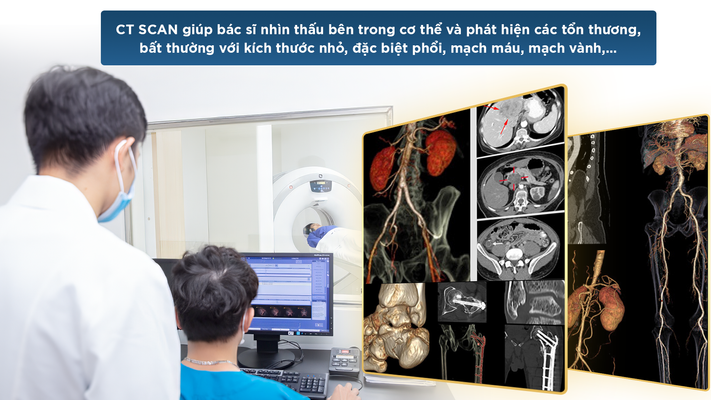 CT SCAN giúp bác sĩ nhìn thấu bên trong cơ thể và phát hiện các tổn thương,
bất thường với kích thước nhỏ, đặc biệt phổi, mạch máu, mạch vành,...